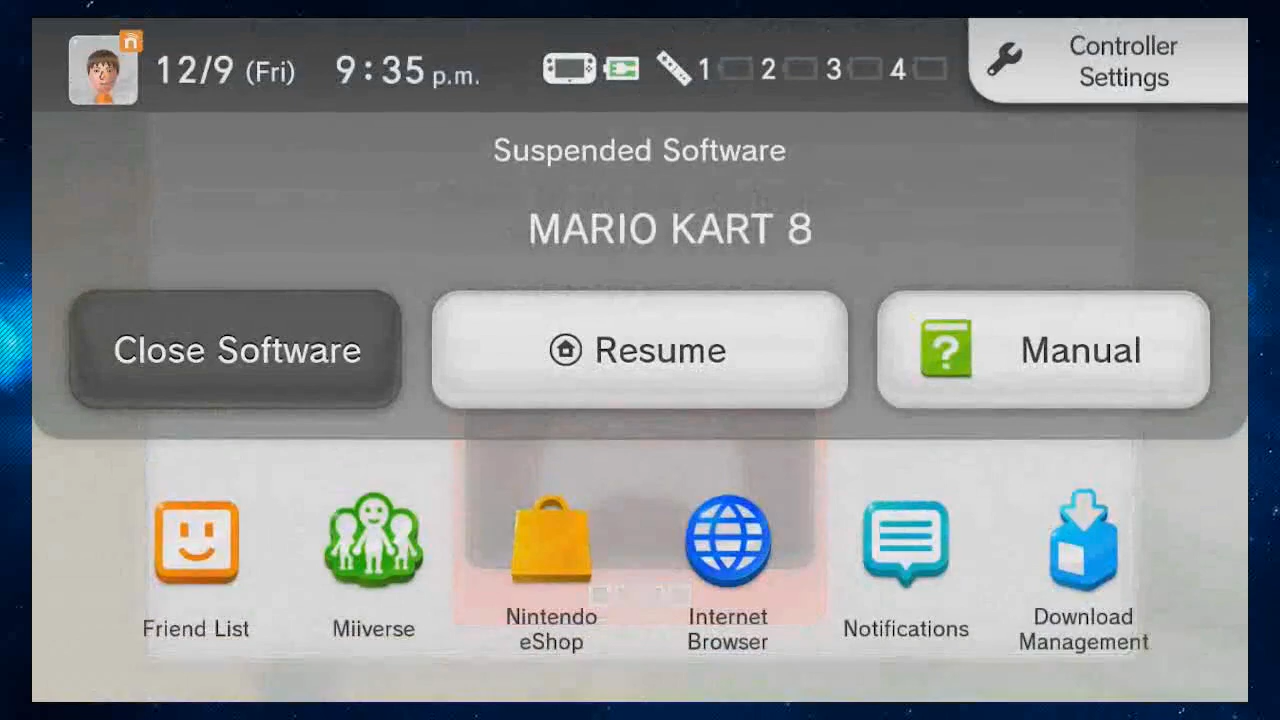 12/9 (Fri) 9:35 p.m. 1 2 3 4
Controller
Settings
Suspended Software
MARIO KART 8
Close Software
Resume
? Manual
Friend List
Miiverse
Nintendo
eShop
Internet
Browser
Notifications
Download
Management